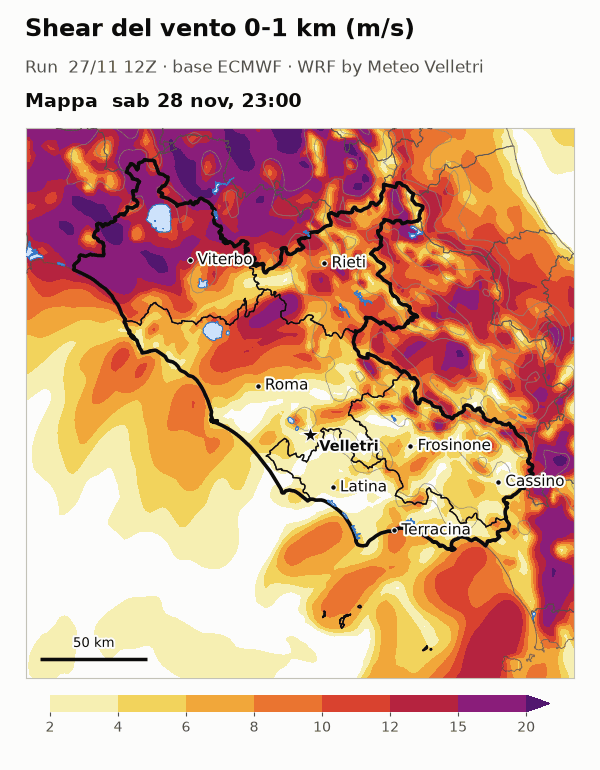 Shear del vento 0-1 km (m/s)
Run 27/11 12Z · base ECMWF · WRF by Meteo Velletri
Mappa sab 28 nov, 23:00
Viterbo
Rieti
Roma
Velletri
Frosinone
Latina
Cassino
Terracina
50 km
2 4 6 8 10 12 15 20